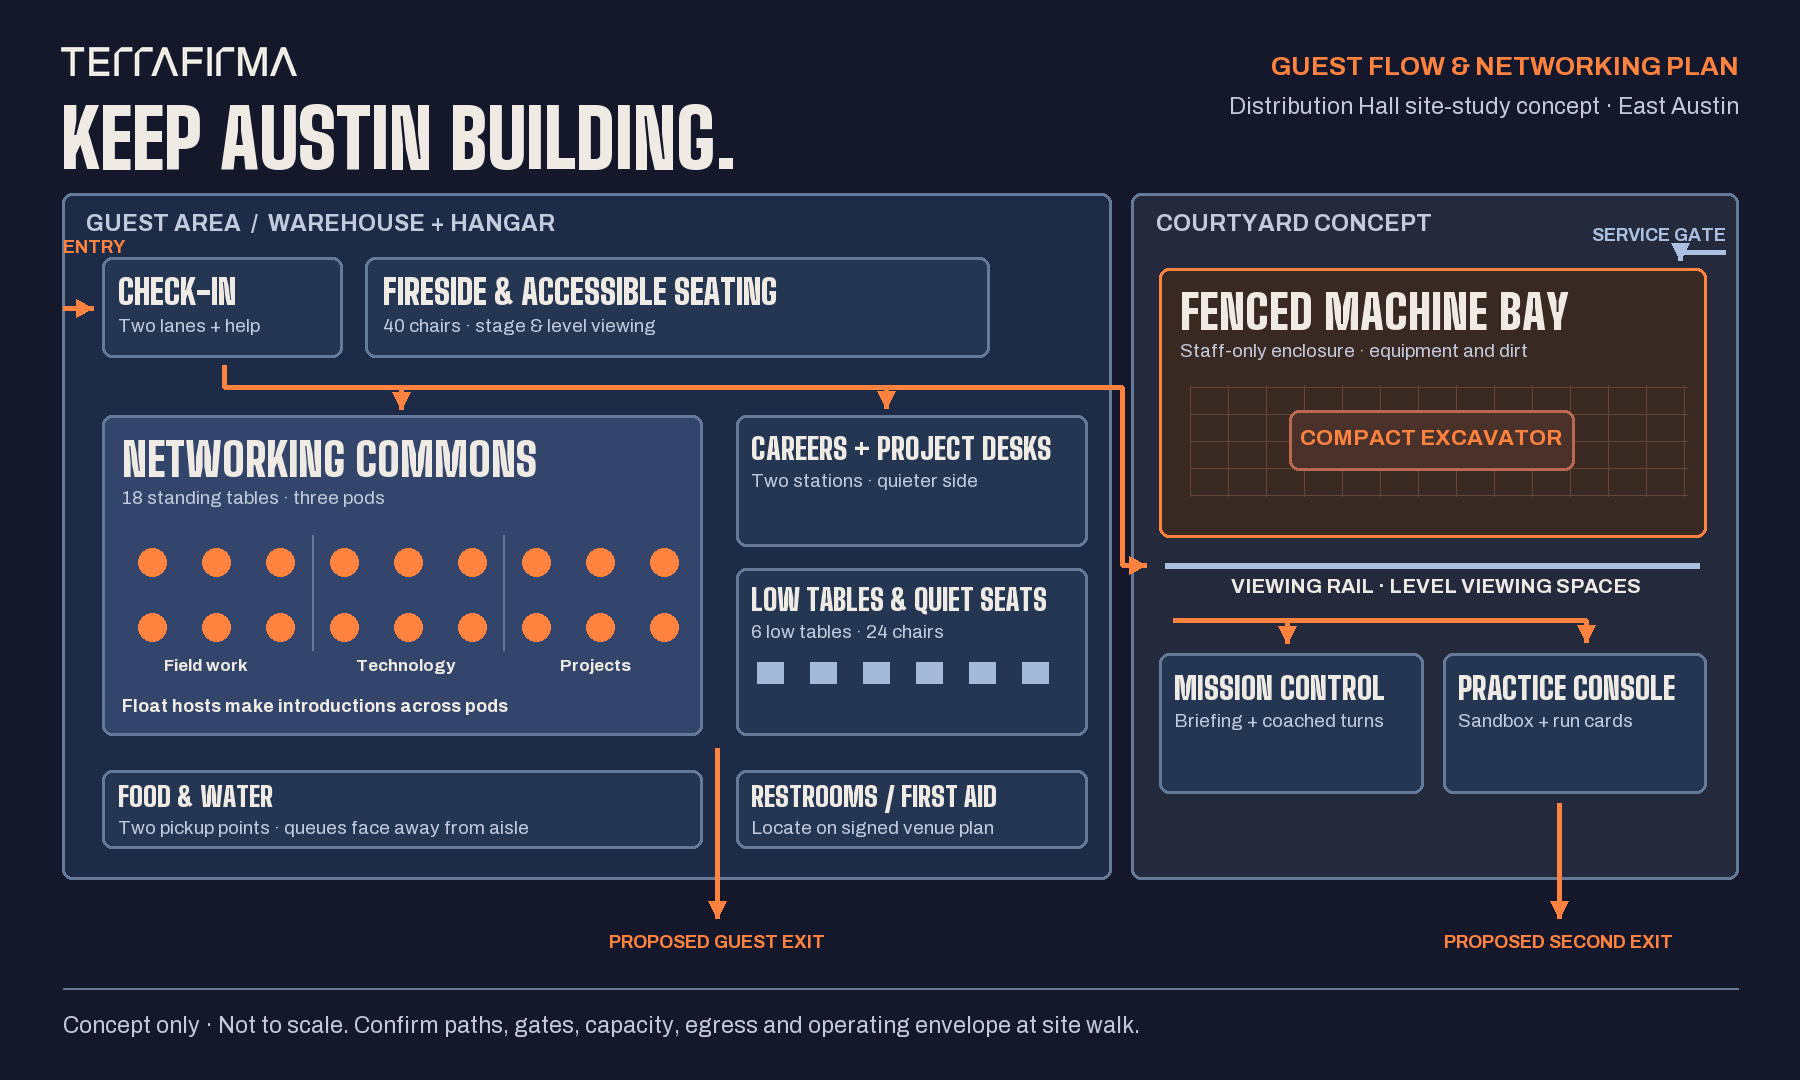 TERRAFIRMA
KEEP AUSTIN BUILDING.
GUEST FLOW & NETWORKING PLAN
Distribution Hall site-study concept · East Austin
GUEST AREA / WAREHOUSE + HANGAR
ENTRY
CHECK-IN
Two lanes + help
FIRESIDE & ACCESSIBLE SEATING
40 chairs · stage & level viewing
NETWORKING COMMONS
18 standing tables · three pods
Field work
Technology
Projects
Float hosts make introductions across pods
CAREERS + PROJECT DESKS
Two stations · quieter side
LOW TABLES & QUIET SEATS
6 low tables · 24 chairs
FOOD & WATER
Two pickup points · queues face away from aisle
RESTROOMS / FIRST AID
Locate on signed venue plan
PROPOSED GUEST EXIT
COURTYARD CONCEPT
SERVICE GATE
FENCED MACHINE BAY
Staff-only enclosure · equipment and dirt
COMPACT EXCAVATOR
VIEWING RAIL · LEVEL VIEWING SPACES
MISSION CONTROL
Briefing + coached turns
PRACTICE CONSOLE
Sandbox + run cards
PROPOSED SECOND EXIT
Concept only · Not to scale. Confirm paths, gates, capacity, egress and operating envelope at site walk.